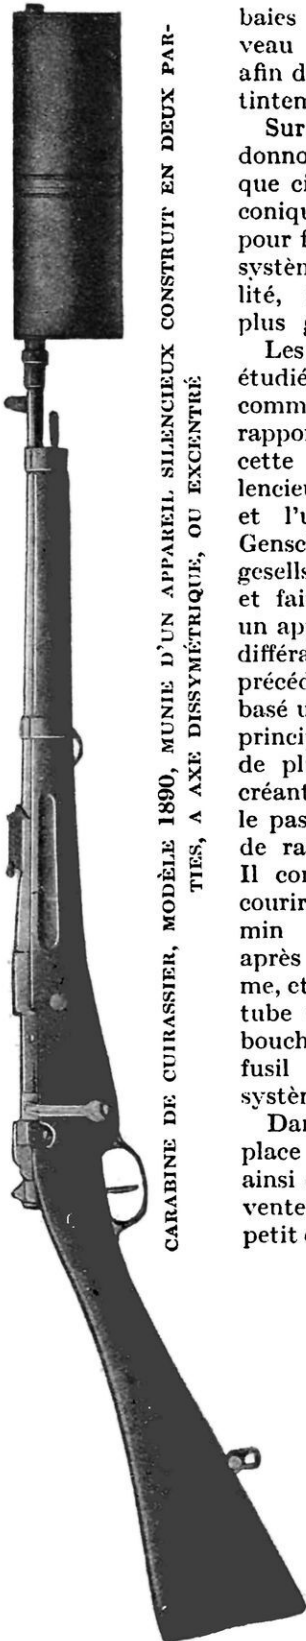 CARABINE DE CUIRASSIER, MODÈLE 1890, MUNIE D'UN APPAREIL SILENCIEUX CONSTRUIT EN DEUX PAR-
TIES, A AXE DISSYMÉTRIQUE, OU EXCENTRÉ
baies
veau
afin d
tintem
Sur
donno
que ci
coniqu
pour f
systèn
lité,
plus g
Les
étudié
comm
rappor
cette
lencieu
et l'u
Gensc
gesells
et fai
un ap
différa
précéd
basé u
princi
de pl
créant
le pas
de ra
Il cor
courir
min
après
me, et
tube
bouch
fusil
systèn
Dan
place
ainsi
vente
petit c